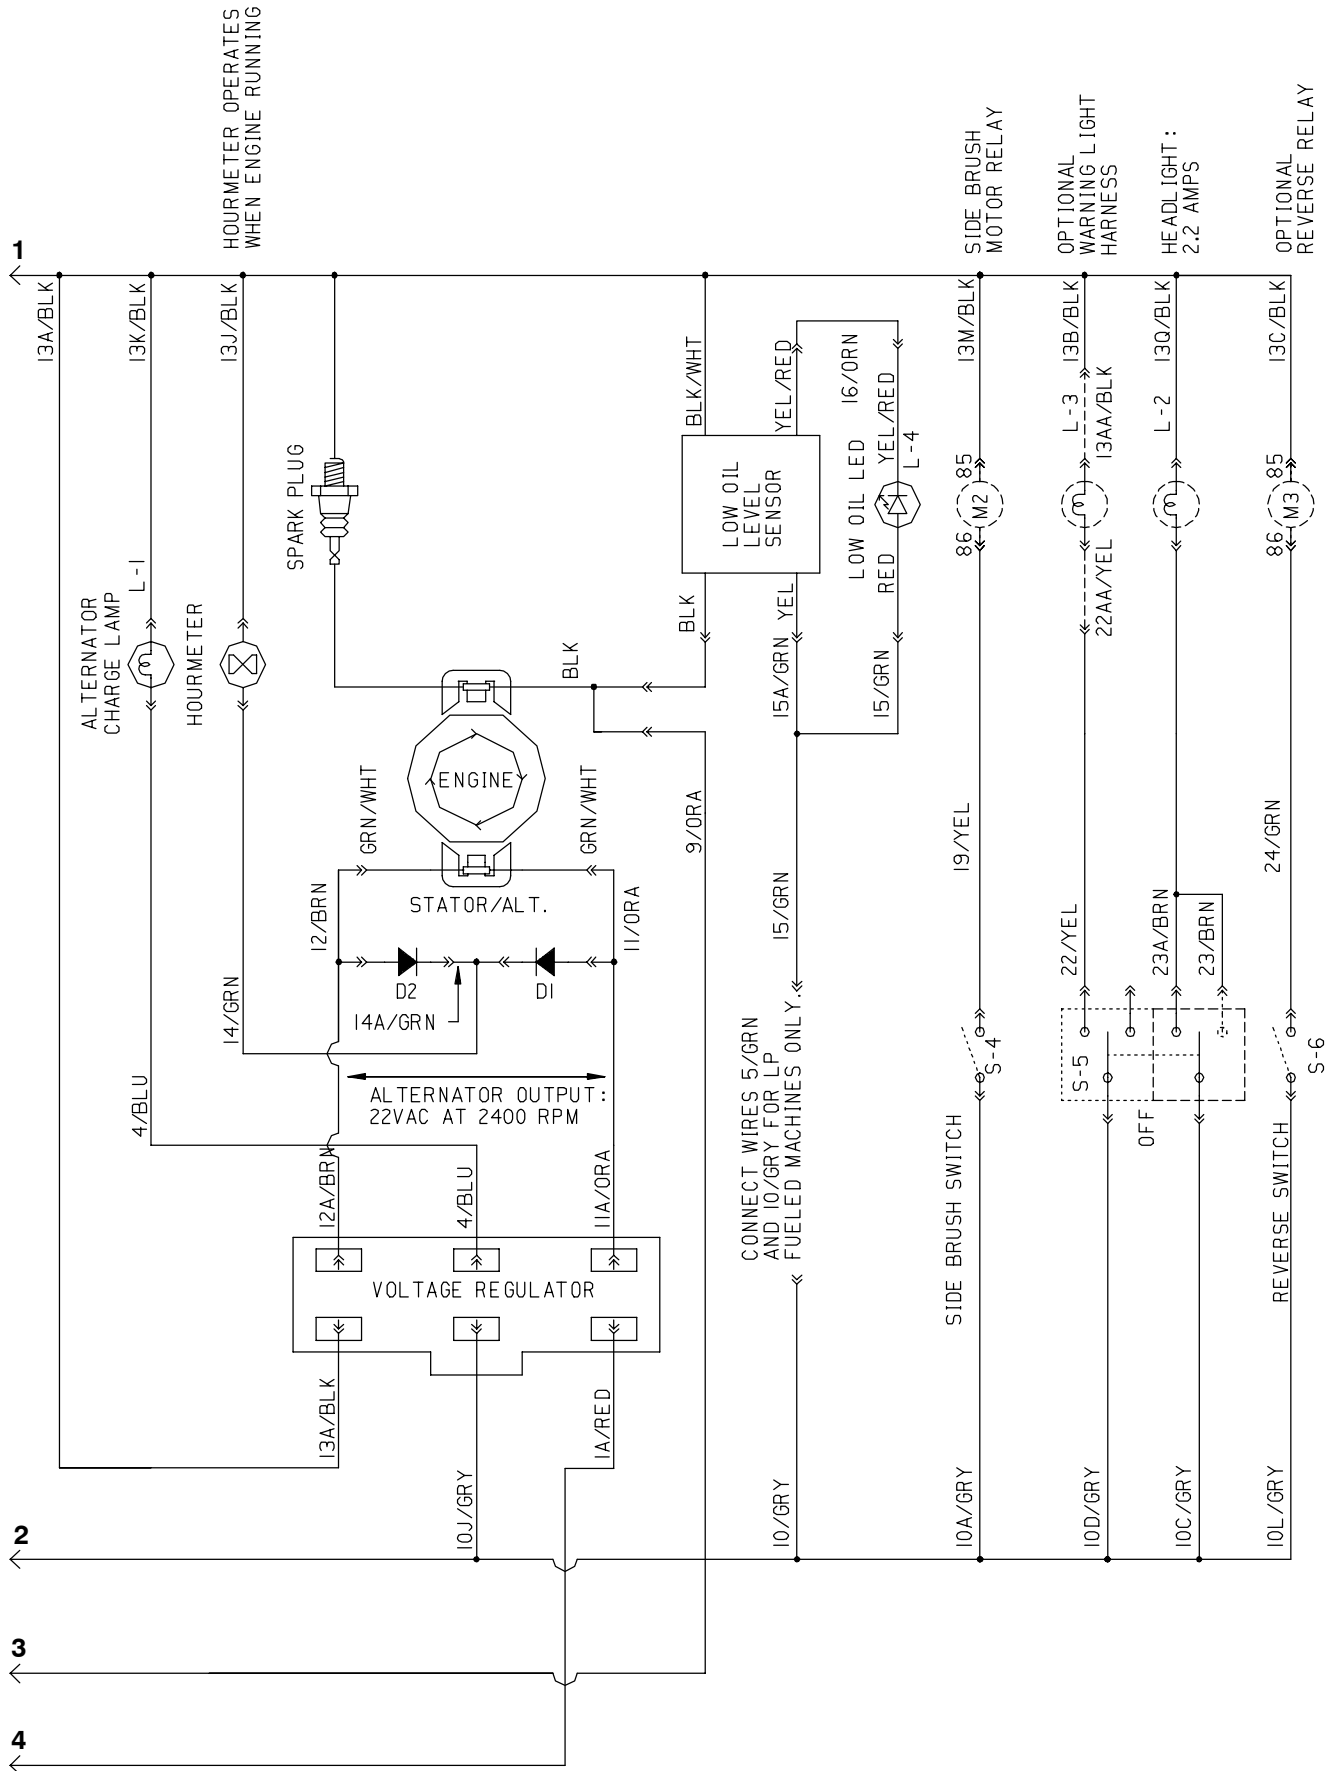 HOURMETER OPERATES
WHEN ENGINE RUNNING
SIDE BRUSH
MOTOR RELAY
OPTIONAL
WARNING LIGHT
HARNESS
HEADLIGHT:
2.2 AMPS
OPTIONAL
REVERSE RELAY
1
13A/BLK
13K/BLK
13J/BLK
BLK/WHT
YEL/RED
16/ORN
YEL/RED
13M/BLK
13B/BLK
13Q/BLK
13C/BLK
L-3
13AA/BLK
L-2
SPARK PLUG
LOW OIL
LEVEL
SENSOR
LOW OIL LED
L-4
RED
85
M2
86
85
M3
86
22AA/YEL
ALTERNATOR
CHARGE LAMP
L-1
HOURMETER
BLK
BLK
YEL
15A/GRN
15/GRN
ENGINE
GRN/WHT
GRN/WHT
STATOR/ALT.
9/ORA
15/GRN
19/YEL
24/GRN
12/BRN
11/ORA
D2
D1
14A/GRN
14/GRN
22/YEL
23A/BRN
23/BRN
ALTERNATOR OUTPUT:
22VAC AT 2400 RPM
4/BLU
S-4
S-5
OFF
S-6
CONNECT WIRES 5/GRN
AND 10/GRY FOR LP
FUELED MACHINES ONLY.
12A/BRN
4/BLU
11A/ORA
SIDE BRUSH SWITCH
REVERSE SWITCH
VOLTAGE REGULATOR
13A/BLK
10J/GRY
1A/RED
10/GRY
10A/GRY
10D/GRY
10C/GRY
10L/GRY
2
3
4